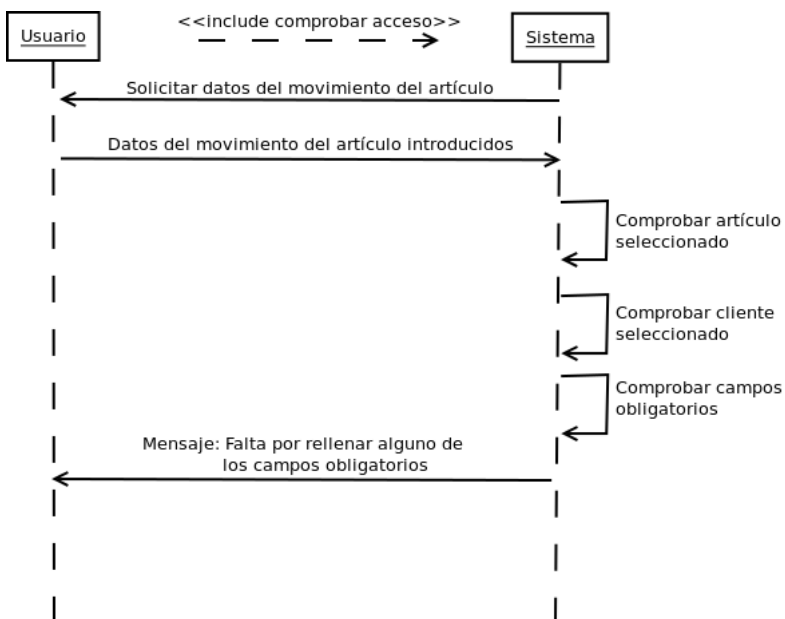 Usuario
<<include comprobar acceso>>
Sistema
Solicitar datos del movimiento del artículo
Datos del movimiento del artículo introducidos
Comprobar artículo
seleccionado
Comprobar cliente
seleccionado
Comprobar campos
obligatorios
Mensaje: Falta por rellenar alguno de
los campos obligatorios